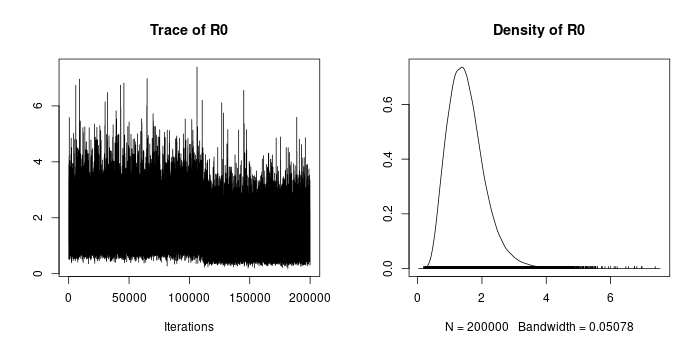 Trace of R0
6
4
2
0
0 50000 100000 150000 200000
Iterations
Density of R0
0.6
0.4
0.2
0.0
0 2 4 6
N = 200000 Bandwidth = 0.05078